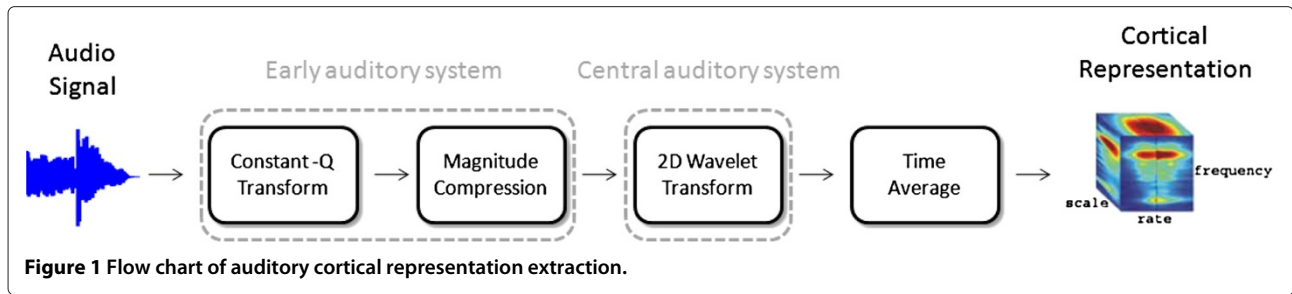 Audio
Signal
Early auditory system
Central auditory system
Cortical
Representation
Constant -Q
Transform
Magnitude
Compression
2D Wavelet
Transform
Time
Average
frequency
scale
rate
Figure 1 Flow chart of auditory cortical representation extraction.